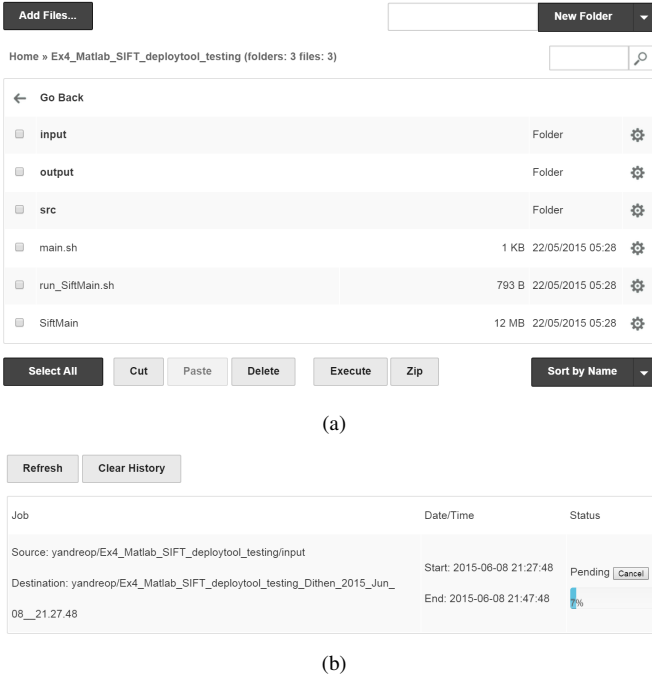 Add Files...
New Folder
Home » Ex4_Matlab_SIFT_deploytool_testing (folders: 3 files: 3)
Go Back
input Folder
output Folder
src Folder
main.sh 1 KB 22/05/2015 05:28
run_SiftMain.sh 793 B 22/05/2015 05:28
SiftMain 12 MB 22/05/2015 05:28
Select All Cut Paste Delete Execute Zip Sort by Name
(a)
Refresh Clear History
Job Date/Time Status
Source: yandreop/Ex4_Matlab_SIFT_deploytool_testing/input
Destination: yandreop/Ex4_Matlab_SIFT_deploytool_testing_Dithen_2015_Jun_
08__21.27.48
Start: 2015-06-08 21:27:48
End: 2015-06-08 21:47:48
Pending Cancel
7%
(b)